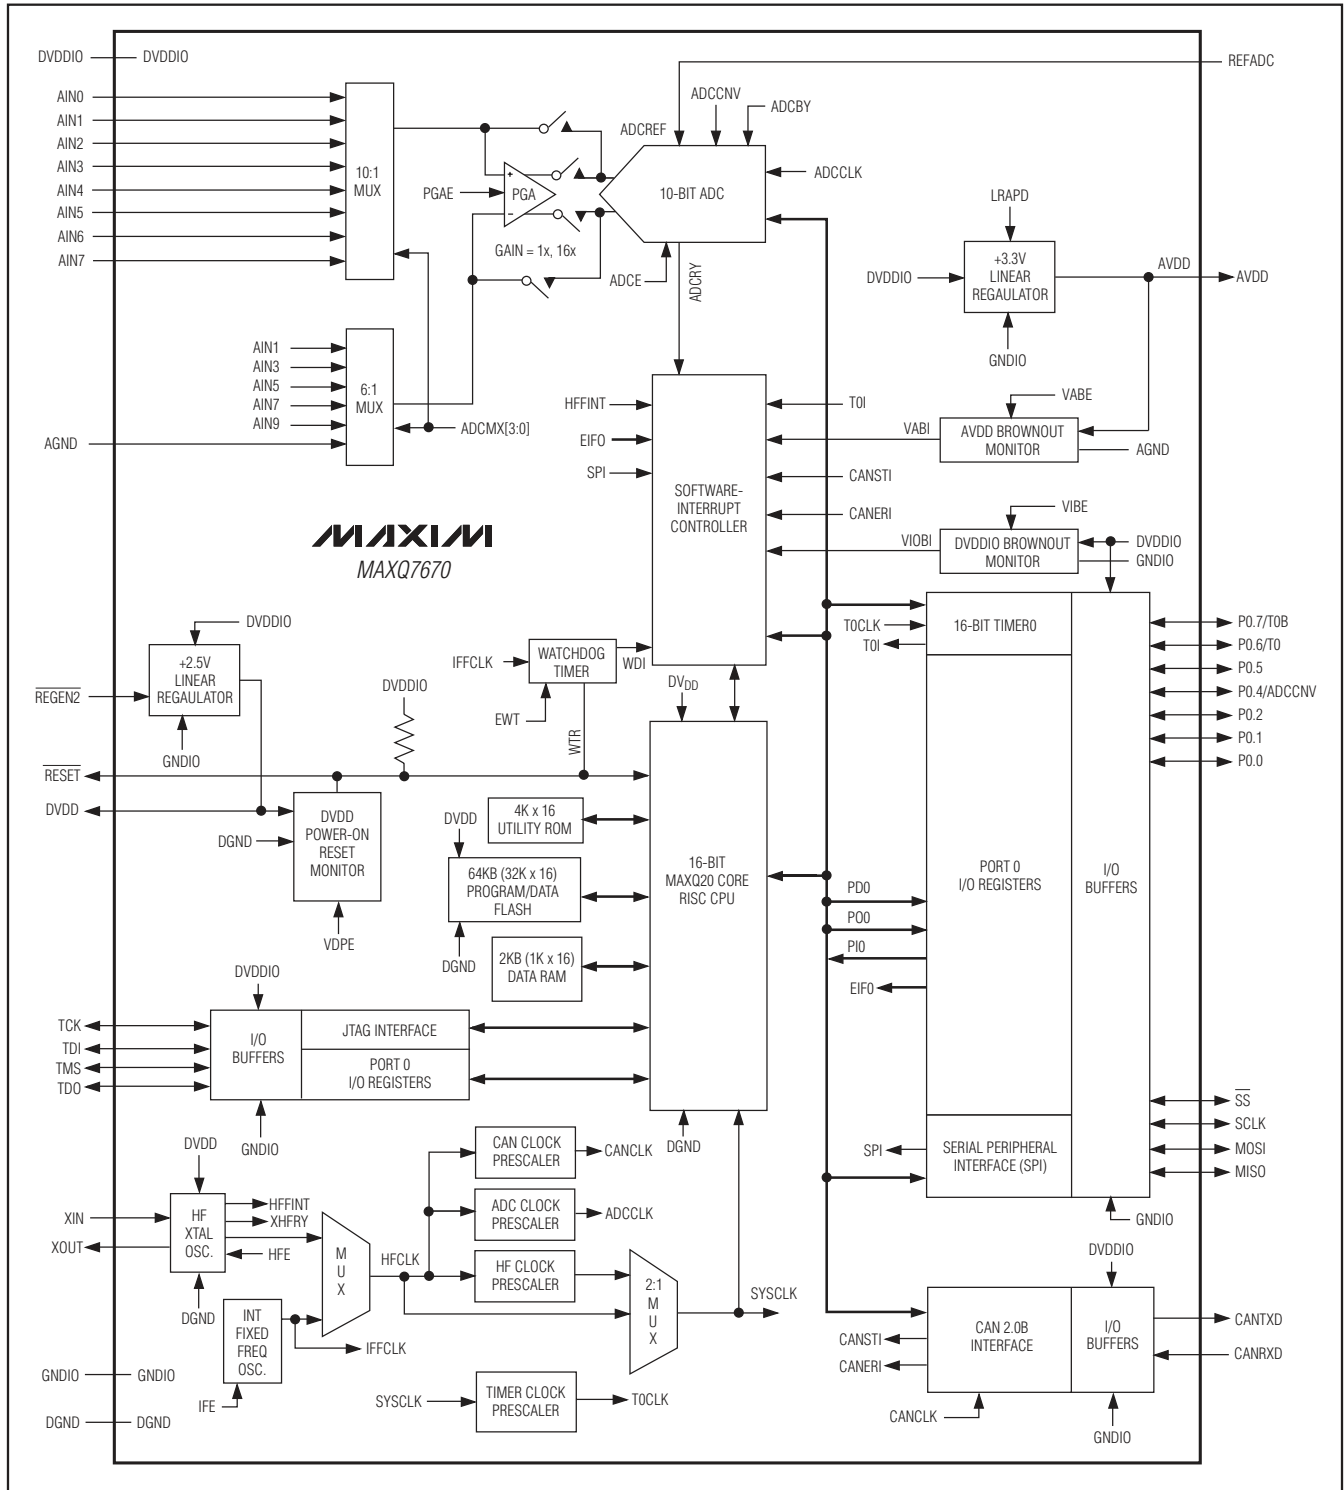 DVDDIO
DVDDIO
REFADC
AIN0
AIN1
AIN2
AIN3
AIN4
AIN5
AIN6
AIN7
10:1
MUX
PGAE
+
PGA
−
GAIN = 1x, 16x
ADCREF
ADCCNV
ADCBY
ADCCLK
10-BIT ADC
ADCE
ADCRY
LRAPD
+3.3V
LINEAR
REGAULATOR
DVDDIO
GNDIO
AVDD
AVDD
AIN1
AIN3
AIN5
AIN7
AIN9
AGND
6:1
MUX
ADCMX[3:0]
HFFINT
EIFO
SPI
SOFTWARE-
INTERRUPT
CONTROLLER
T0I
VABI
CANSTI
CANERI
VIOBI
VABE
AVDD BROWNOUT
MONITOR
AGND
VIBE
DVDDIO BROWNOUT
MONITOR
DVDDIO
GNDIO
MAXIM
MAXQ7670
DVDDIO
+2.5V
LINEAR
REGAULATOR
REGEN2
GNDIO
RESET
DVDD
DVDDIO
DVDD
POWER-ON
RESET
MONITOR
DGND
VDPE
IFFCLK
WATCHDOG
TIMER
WDI
EWT
WTR
DVDD
4K x 16
UTILITY ROM
DVDD
64KB (32K x 16)
PROGRAM/DATA
FLASH
DGND
2KB (1K x 16)
DATA RAM
16-BIT
MAXQ20 CORE
RISC CPU
DGND
T0CLK
T0I
16-BIT TIMER0
PORT 0
I/O REGISTERS
I/O
BUFFERS
PD0
PO0
PI0
EIF0
SPI
SERIAL PERIPHERAL
INTERFACE (SPI)
P0.7/T0B
P0.6/T0
P0.5
P0.4/ADCCNV
P0.2
P0.1
P0.0
SS
SCLK
MOSI
MISO
GNDIO
DVDDIO
TCK
TDI
TMS
TDO
I/O
BUFFERS
JTAG INTERFACE
PORT 0
I/O REGISTERS
GNDIO
DVDD
XIN
XOUT
HF
XTAL
OSC.
HFFINT
XHFRY
HFE
DGND
INT
FIXED
FREQ
OSC.
IFE
IFFCLK
MUX
HFCLK
CAN CLOCK
PRESCALER
CANCLK
ADC CLOCK
PRESCALER
ADCCLK
HF CLOCK
PRESCALER
2:1
MUX
SYSCLK
SYSCLK
TIMER CLOCK
PRESCALER
T0CLK
DVDDIO
CAN 2.0B
INTERFACE
I/O
BUFFERS
CANSTI
CANERI
CANCLK
GNDIO
CANTXD
CANRXD
GNDIO
GNDIO
DGND
DGND